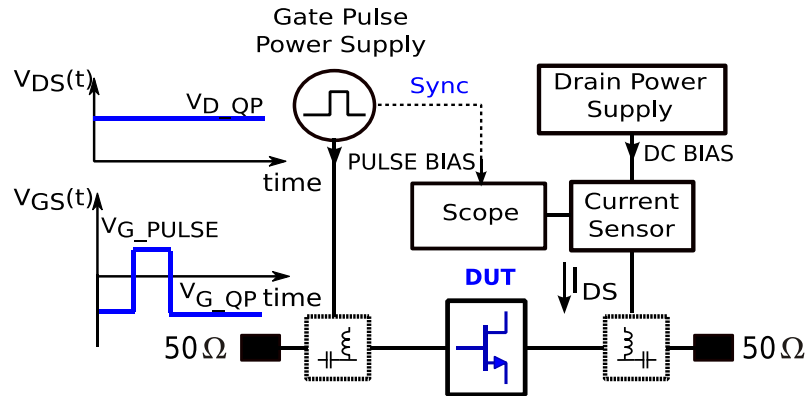 Gate Pulse
Power Supply
VDS(t)
VD_QP
time
Sync
Drain Power
Supply
PULSE BIAS
DC BIAS
VGS(t)
VG_PULSE
VG_QP
time
Scope
Current
Sensor
DUT
IDS
50Ω
50Ω